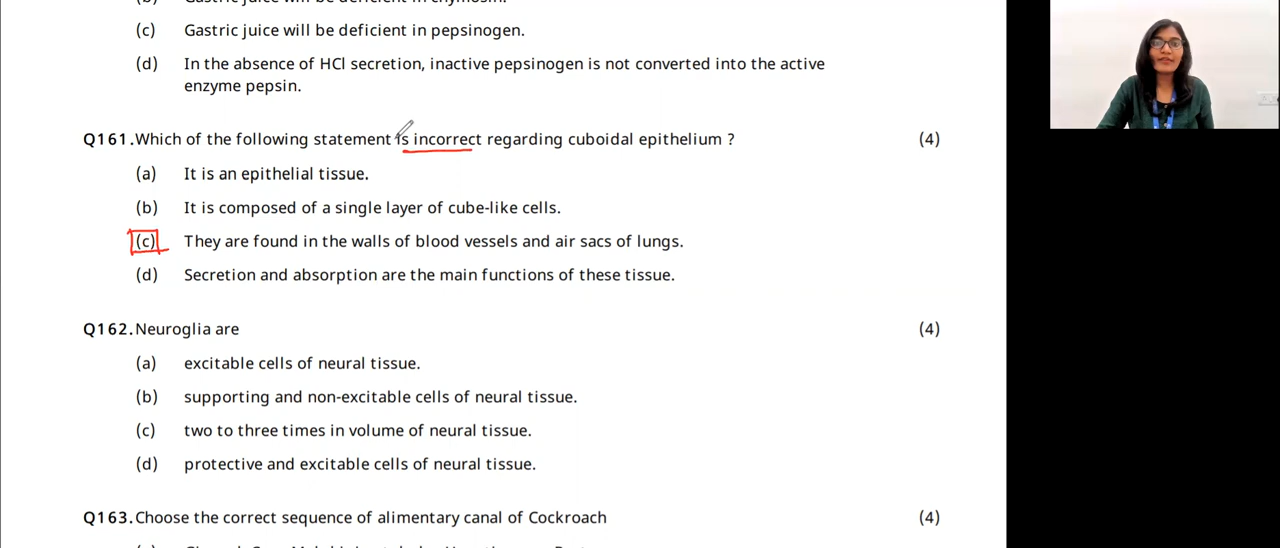 (c) Gastric juice will be deficient in pepsinogen.
(d) In the absence of HCl secretion, inactive pepsinogen is not converted into the active
enzyme pepsin.
Q161. Which of the following statement is incorrect regarding cuboidal epithelium ? (4)
(a) It is an epithelial tissue.
(b) It is composed of a single layer of cube-like cells.
(c) They are found in the walls of blood vessels and air sacs of lungs.
(d) Secretion and absorption are the main functions of these tissue.
Q162. Neuroglia are (4)
(a) excitable cells of neural tissue.
(b) supporting and non-excitable cells of neural tissue.
(c) two to three times in volume of neural tissue.
(d) protective and excitable cells of neural tissue.
Q163. Choose the correct sequence of alimentary canal of Cockroach (4)